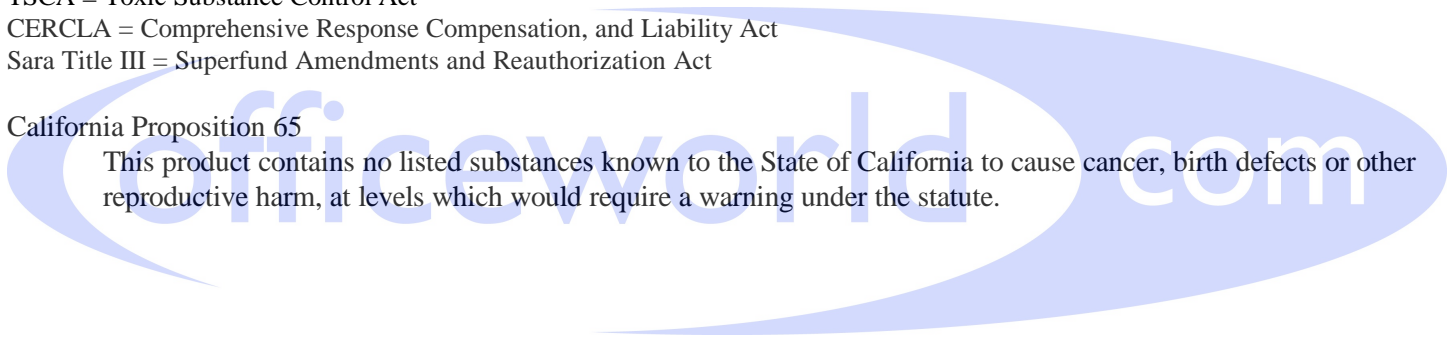 TSCA = Toxic Substance Control Act
CERCLA = Comprehensive Response Compensation, and Liability Act
Sara Title III = Superfund Amendments and Reauthorization Act
California Proposition 65
This product contains no listed substances known to the State of California to cause cancer, birth defects or other
reproductive harm, at levels which would require a warning under the statute.
officeworld com